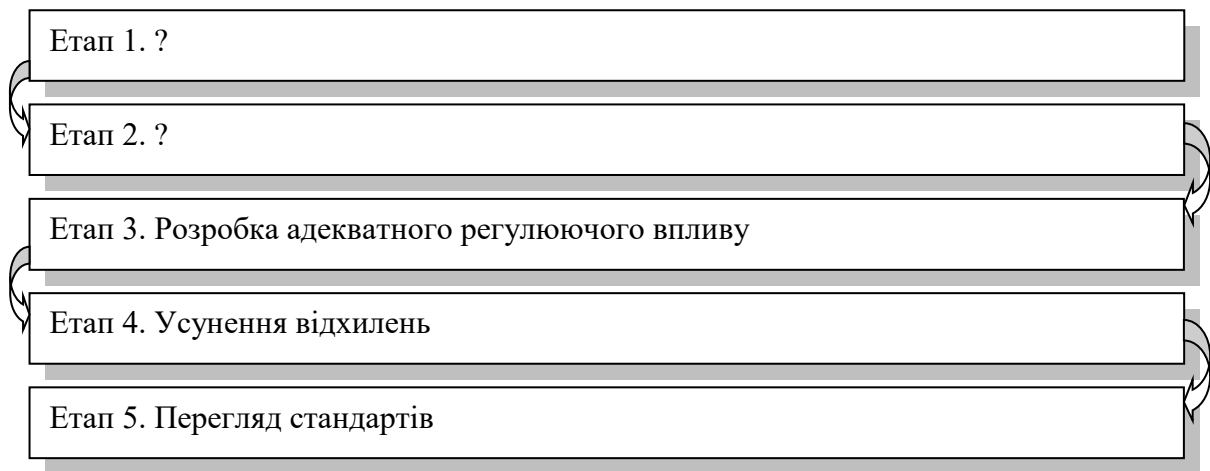 Етап 1. ?
Етап 2. ?
Етап 3. Розробка адекватного регулюючого впливу
Етап 4. Усунення відхилень
Етап 5. Перегляд стандартів